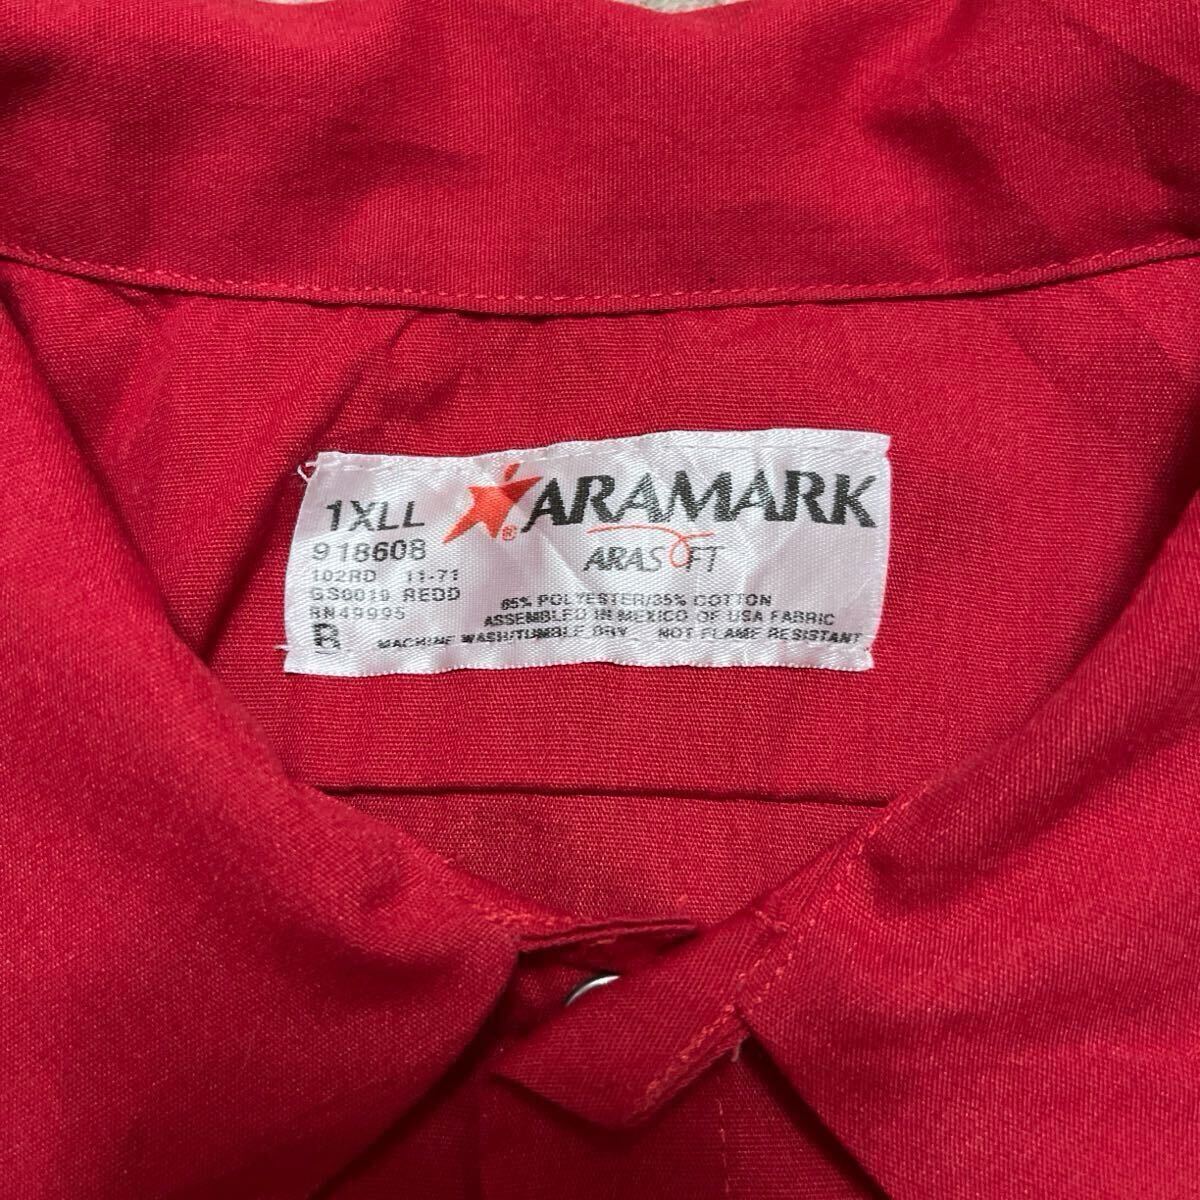 1XLL
918608
102RD 11-71
GS0019 REDD
RN49995
R
ARAMARK®
ARASOFT
65% POLYESTER/35% COTTON
ASSEMBLED IN MEXICO OF USA FABRIC
MACHINE WASH/TUMBLE DRY NOT FLAME RESISTANT